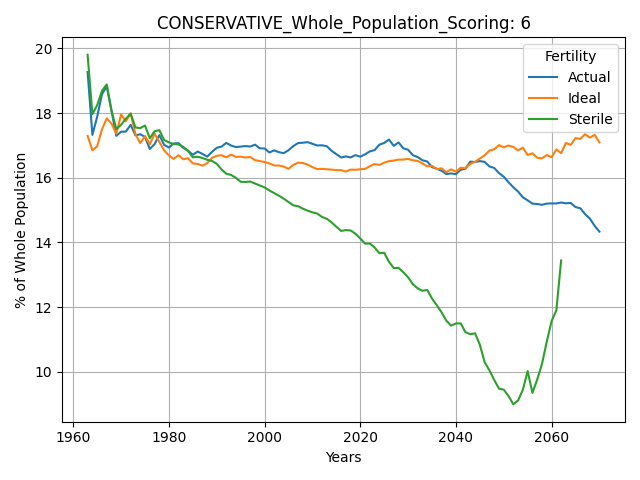 CONSERVATIVE_Whole_Population_Scoring: 6
Fertility
Actual
Ideal
Sterile
% of Whole Population
20
18
16
14
12
10
1960 1980 2000 2020 2040 2060
Years